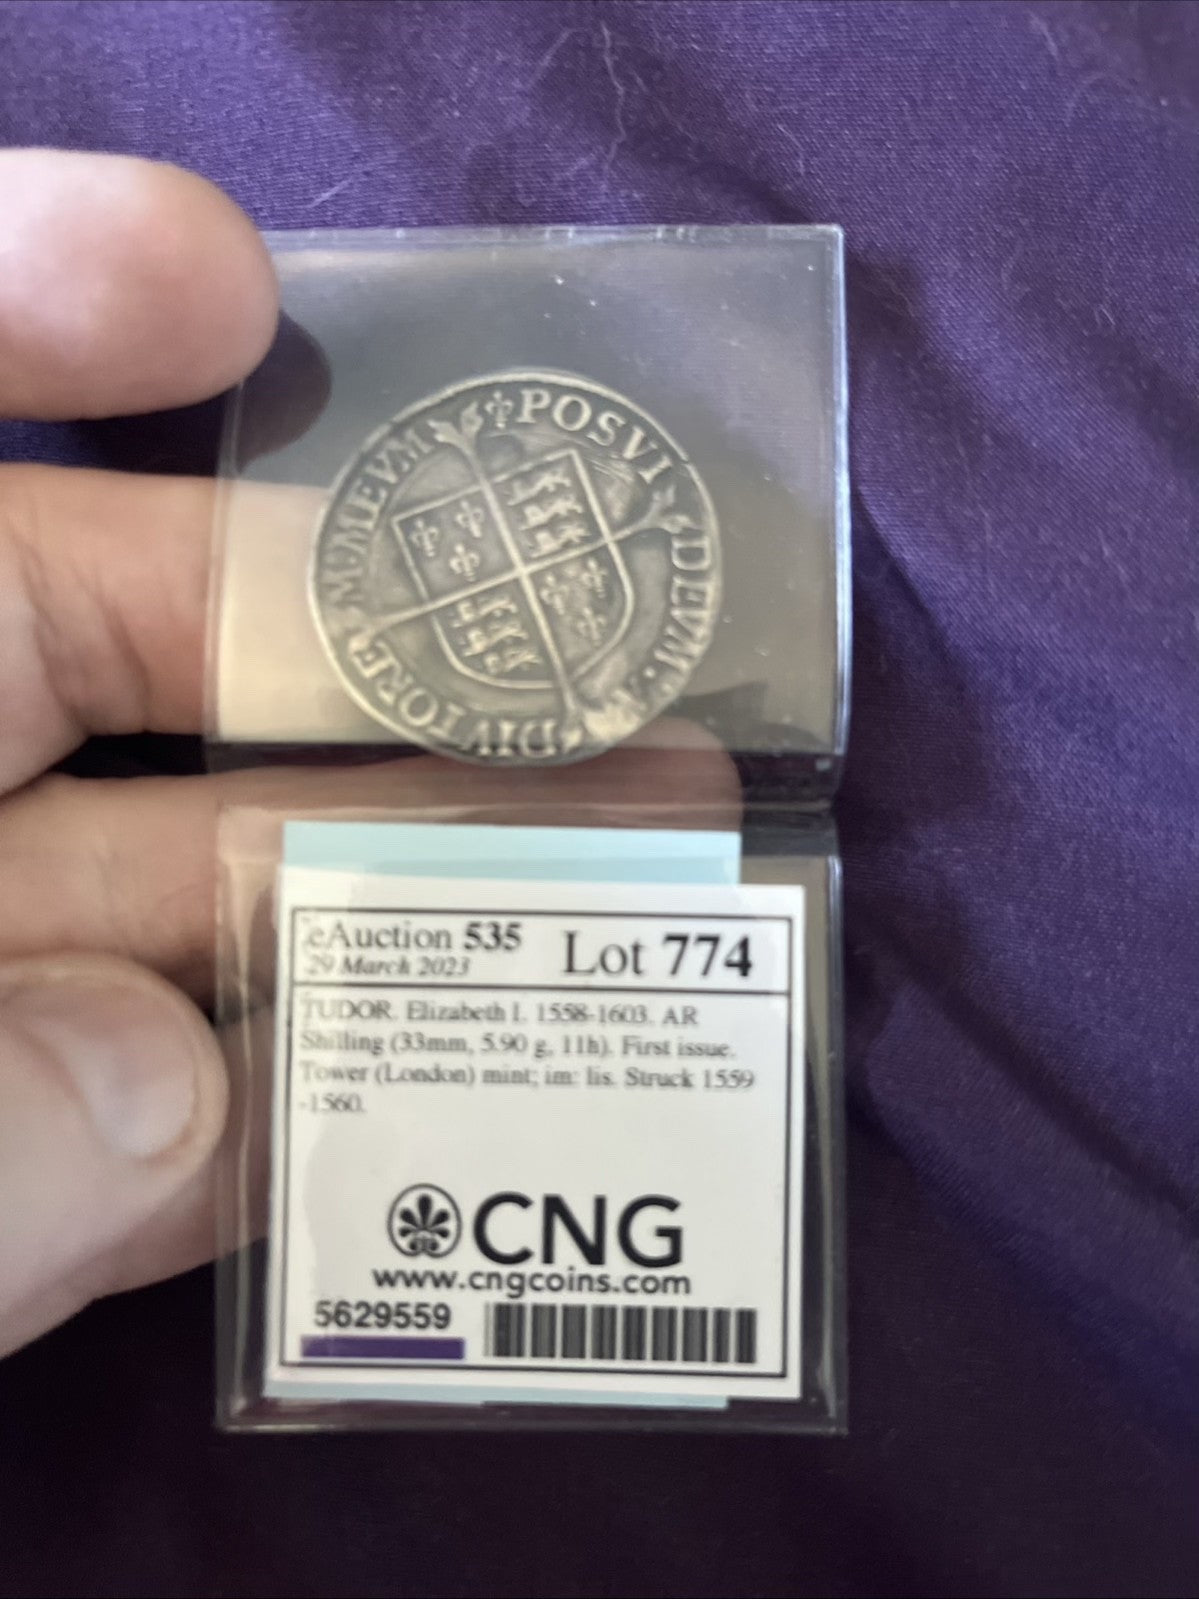 POSVI DEVM : A DIVTORE M·MEVM
eAuction 535
29 March 2023
Lot 774
TUDOR. Elizabeth I. 1558-1603. AR
Shilling (33mm, 5.90 g, 11h). First issue.
Tower (London) mint; im: lis. Struck 1559
-1560.
CNG
www.cngcoins.com
5629559